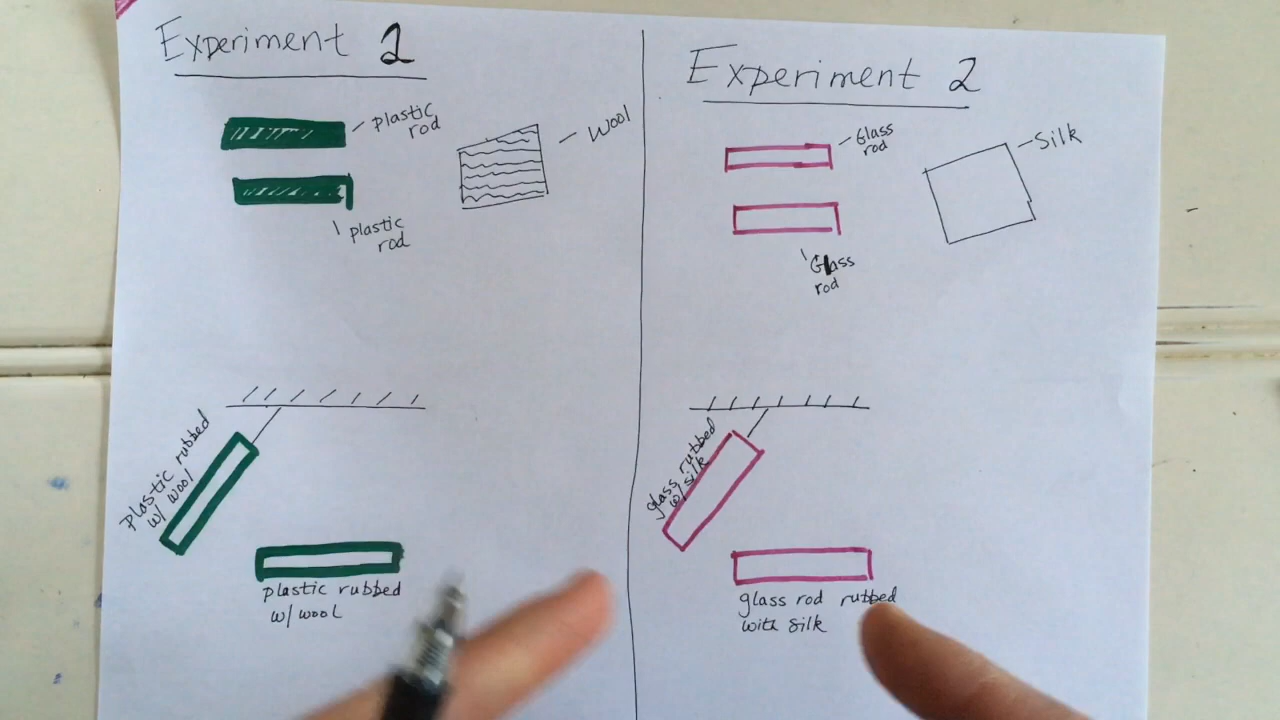 Experiment 2
plastic
rod
Wool
plastic
rod
plastic rubbed
w/ wool
plastic rubbed
w/ wool
Experiment 2
Glass
rod
Silk
Glass
rod
glass rubbed
w/ silk
glass rod rubbed
with silk